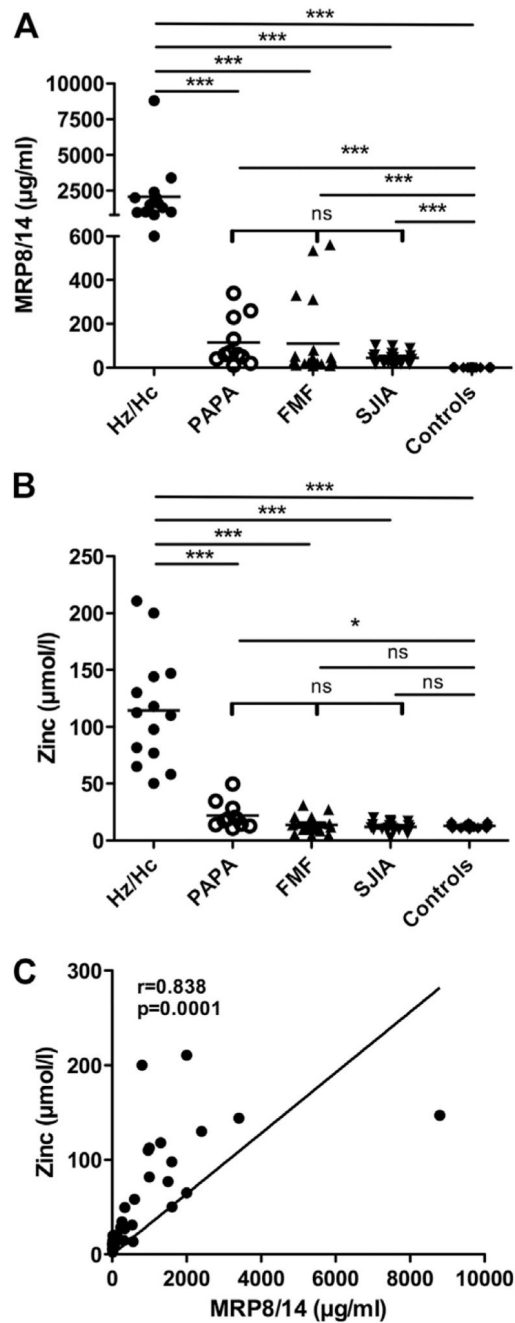 A
***
***
***
***
10000
7500
5000
2500
600
400
200
0
MRP8/14 (µg/ml)
***
***
***
ns
Hz/Hc
PAPA
FMF
SJIA
Controls
B
***
***
***
***
250
200
150
100
50
0
Zinc (µmol/l)
*
ns
ns
ns
Hz/Hc
PAPA
FMF
SJIA
Controls
C
r=0.838
p=0.0001
300
200
100
0
Zinc (µmol/l)
0 2000 4000 6000 8000 10000
MRP8/14 (µg/ml)